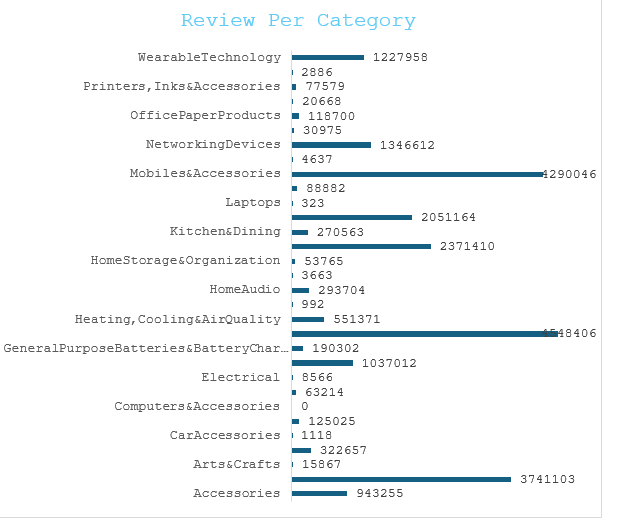 Review Per Category
WearableTechnology 1227958
2886
Printers,Inks&Accessories 77579
20668
OfficePaperProducts 118700
30975
NetworkingDevices 1346612
4637
Mobiles&Accessories 4290046
88882
Laptops 323
2051164
Kitchen&Dining 270563
2371410
HomeStorage&Organization 53765
3663
HomeAudio 293704
992
Heating,Cooling&AirQuality 551371
4548406
GeneralPurposeBatteries&BatteryChar… 190302
1037012
Electrical 8566
63214
Computers&Accessories 0
125025
CarAccessories 1118
322657
Arts&Crafts 15867
3741103
Accessories 943255